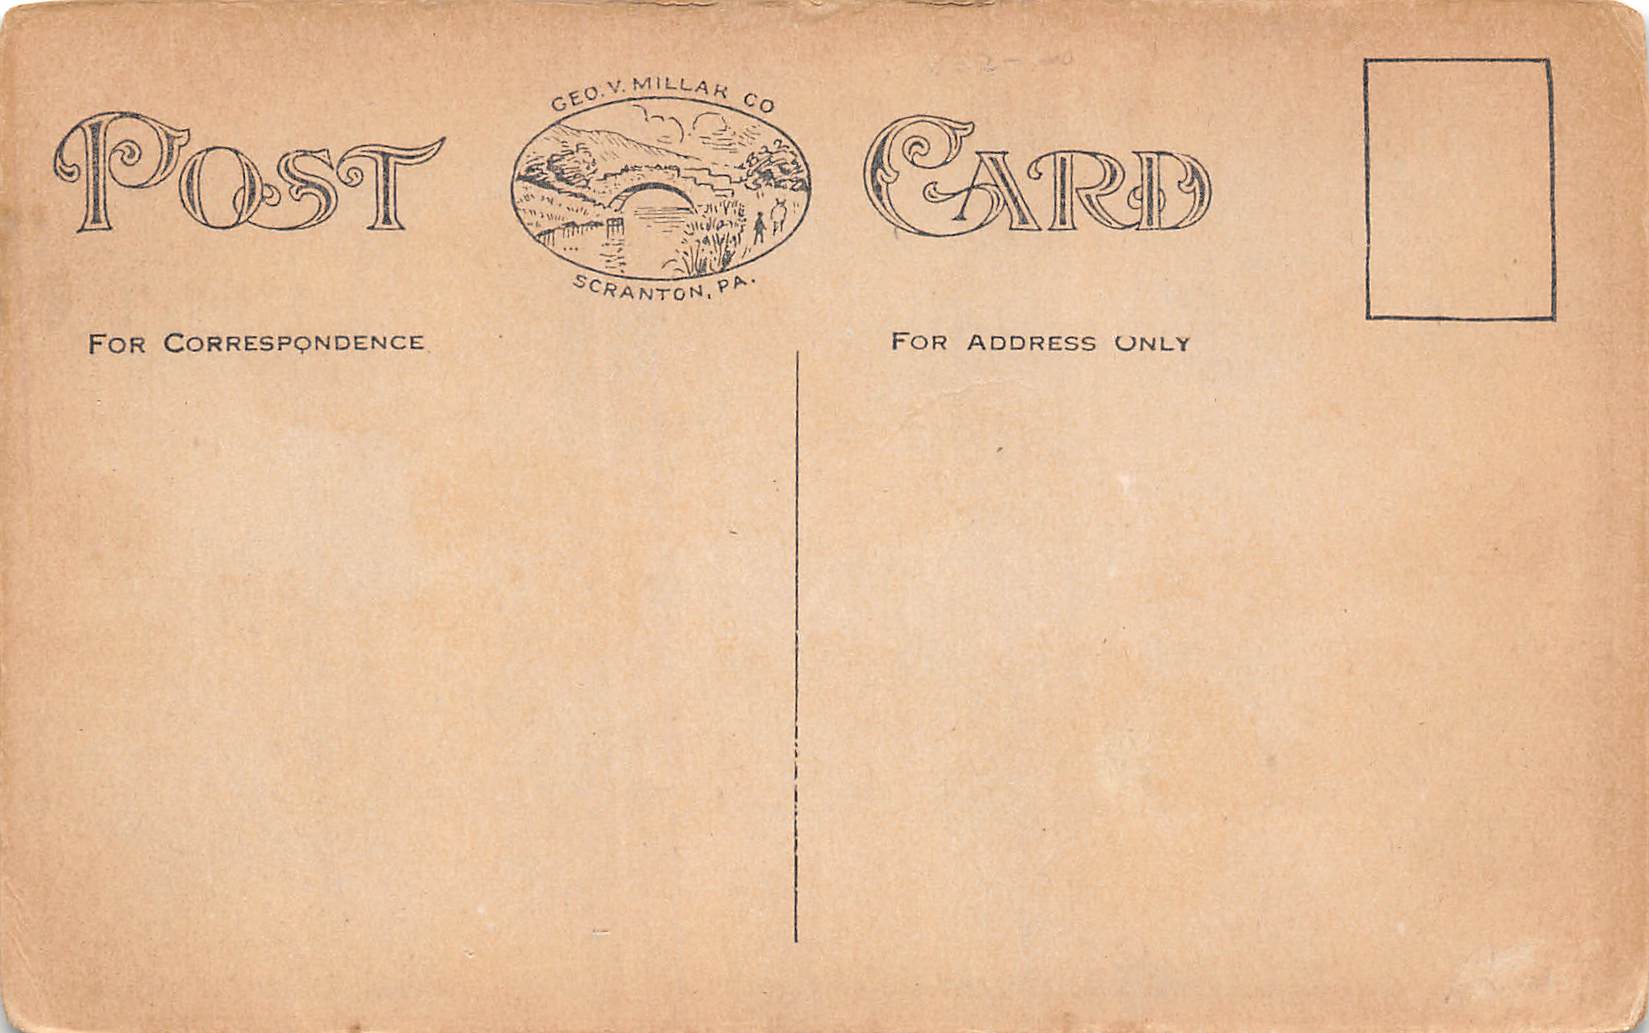 GEO. V. MILLAR CO
POST CARD
SCRANTON, PA.
FOR CORRESPONDENCE
FOR ADDRESS ONLY